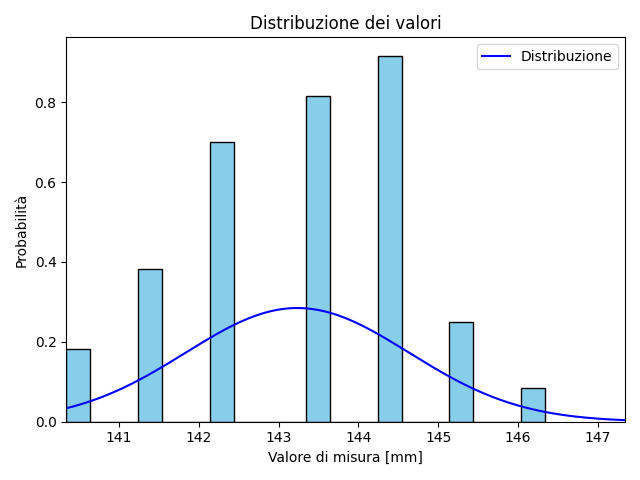 Distribuzione dei valori
Distribuzione
Probabilità
0.8
0.6
0.4
0.2
0.0
141 142 143 144 145 146 147
Valore di misura [mm]